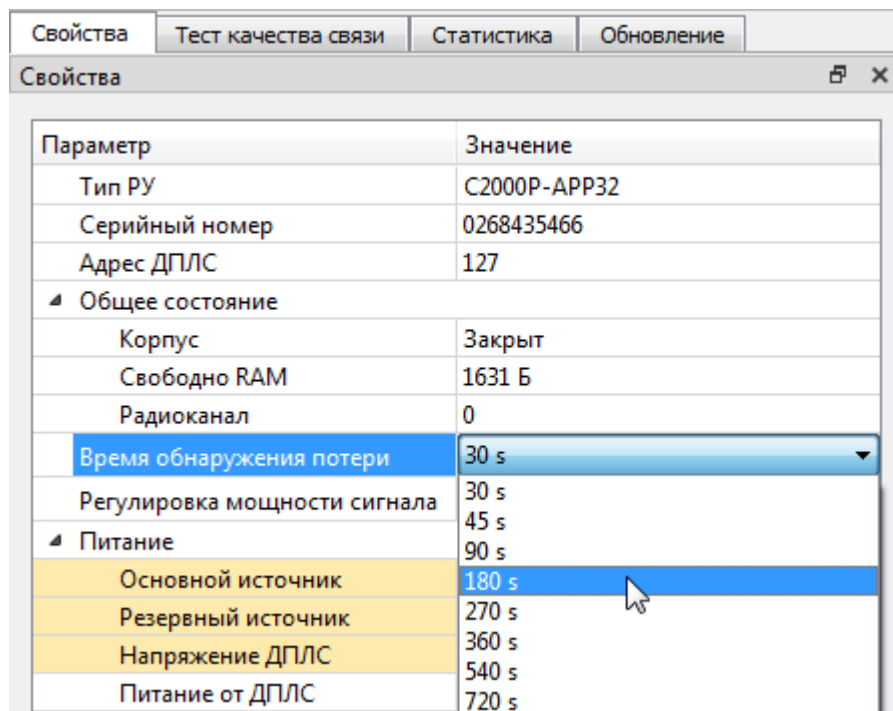 Свойства Тест качества связи Статистика Обновление
Свойства
Параметр Значение
Тип РУ С2000Р-АРР32
Серийный номер 0268435466
Адрес ДПЛС 127
Общее состояние
Корпус Закрыт
Свободно RAM 1631 Б
Радиоканал 0
Время обнаружения потери 30 s
30 s
Регулировка мощности сигнала
45 s
Питание
90 s
Основной источник 180 s
Резервный источник 270 s
360 s
Напряжение ДПЛС
540 s
Питание от ДПЛС 720 s